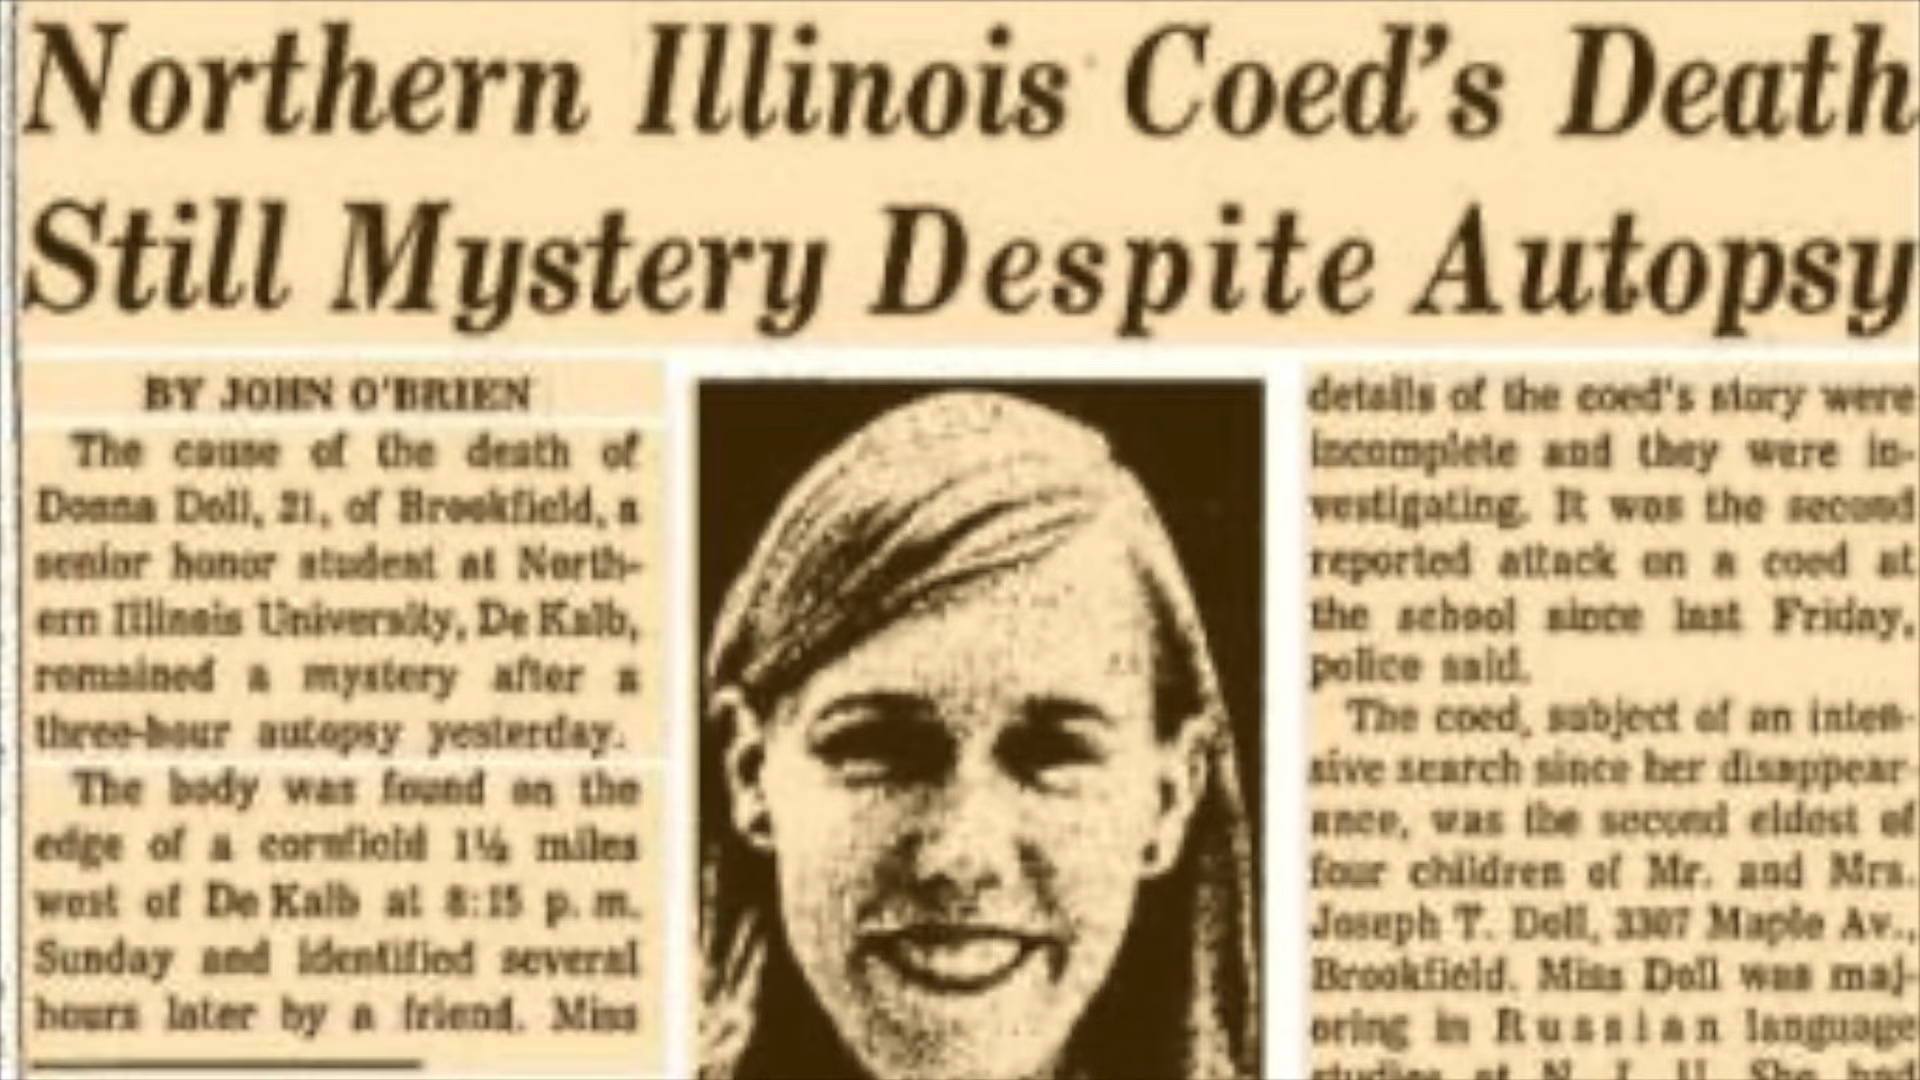 Northern Illinois Coed's Death
Still Mystery Despite Autopsy
BY JOHN O'BRIEN
The cause of the death of
Donna Doll, 21, of Brookfield, a
senior honor student at North-
ern Illinois University, De Kalb,
remained a mystery after a
three-hour autopsy yesterday.
The body was found on the
edge of a cornfield 1½ miles
west of De Kalb at 8:15 p. m.
Sunday and identified several
hours later by a friend. Miss
details of the coed's story were
incomplete and they were in-
vestigating. It was the second
reported attack on a coed at
the school since last Friday,
police said.
The coed, subject of an inten-
sive search since her disappear-
ance, was the second eldest of
four children of Mr. and Mrs.
Joseph T. Doll, 3307 Maple Av.,
Brookfield. Miss Doll was maj-
oring in Russian language
studies at N. I. U. She had